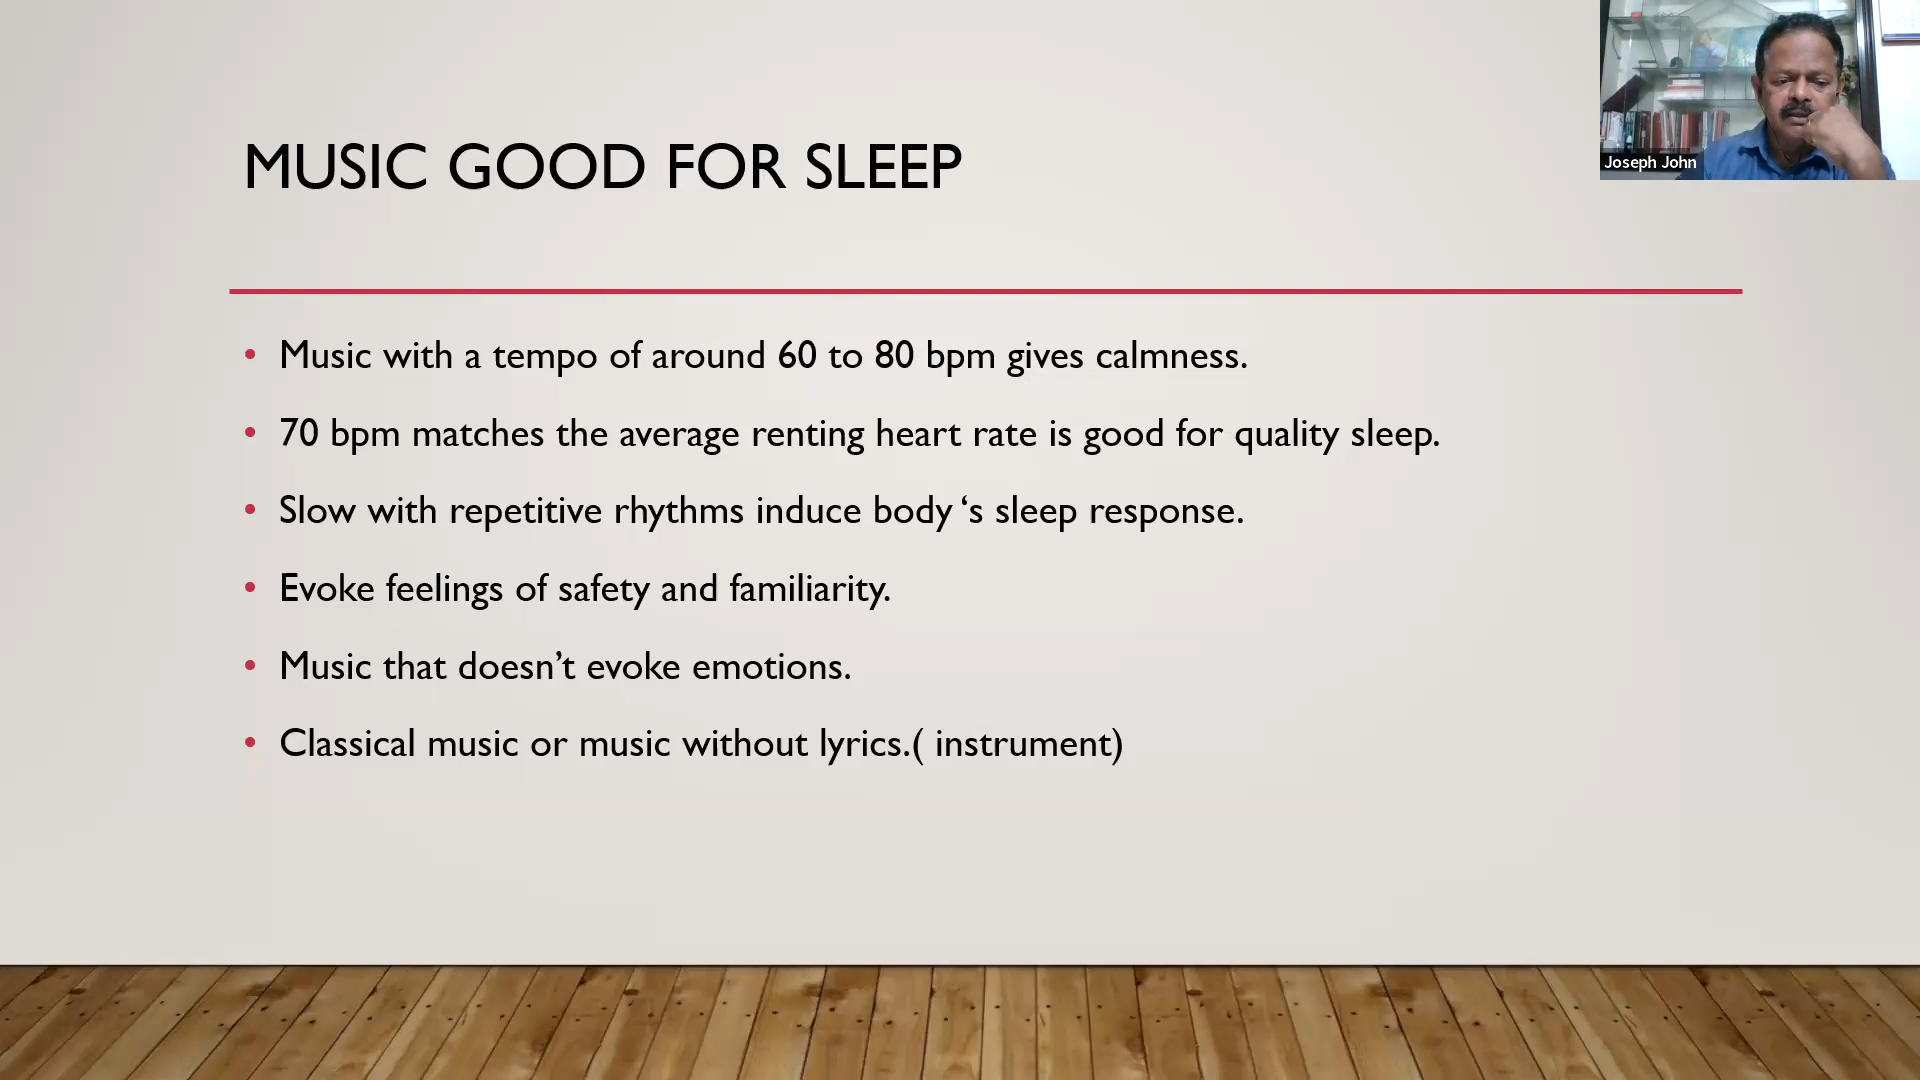 MUSIC GOOD FOR SLEEP
Joseph John
• Music with a tempo of around 60 to 80 bpm gives calmness.
• 70 bpm matches the average renting heart rate is good for quality sleep.
• Slow with repetitive rhythms induce body ‘s sleep response.
• Evoke feelings of safety and familiarity.
• Music that doesn’t evoke emotions.
• Classical music or music without lyrics.( instrument)